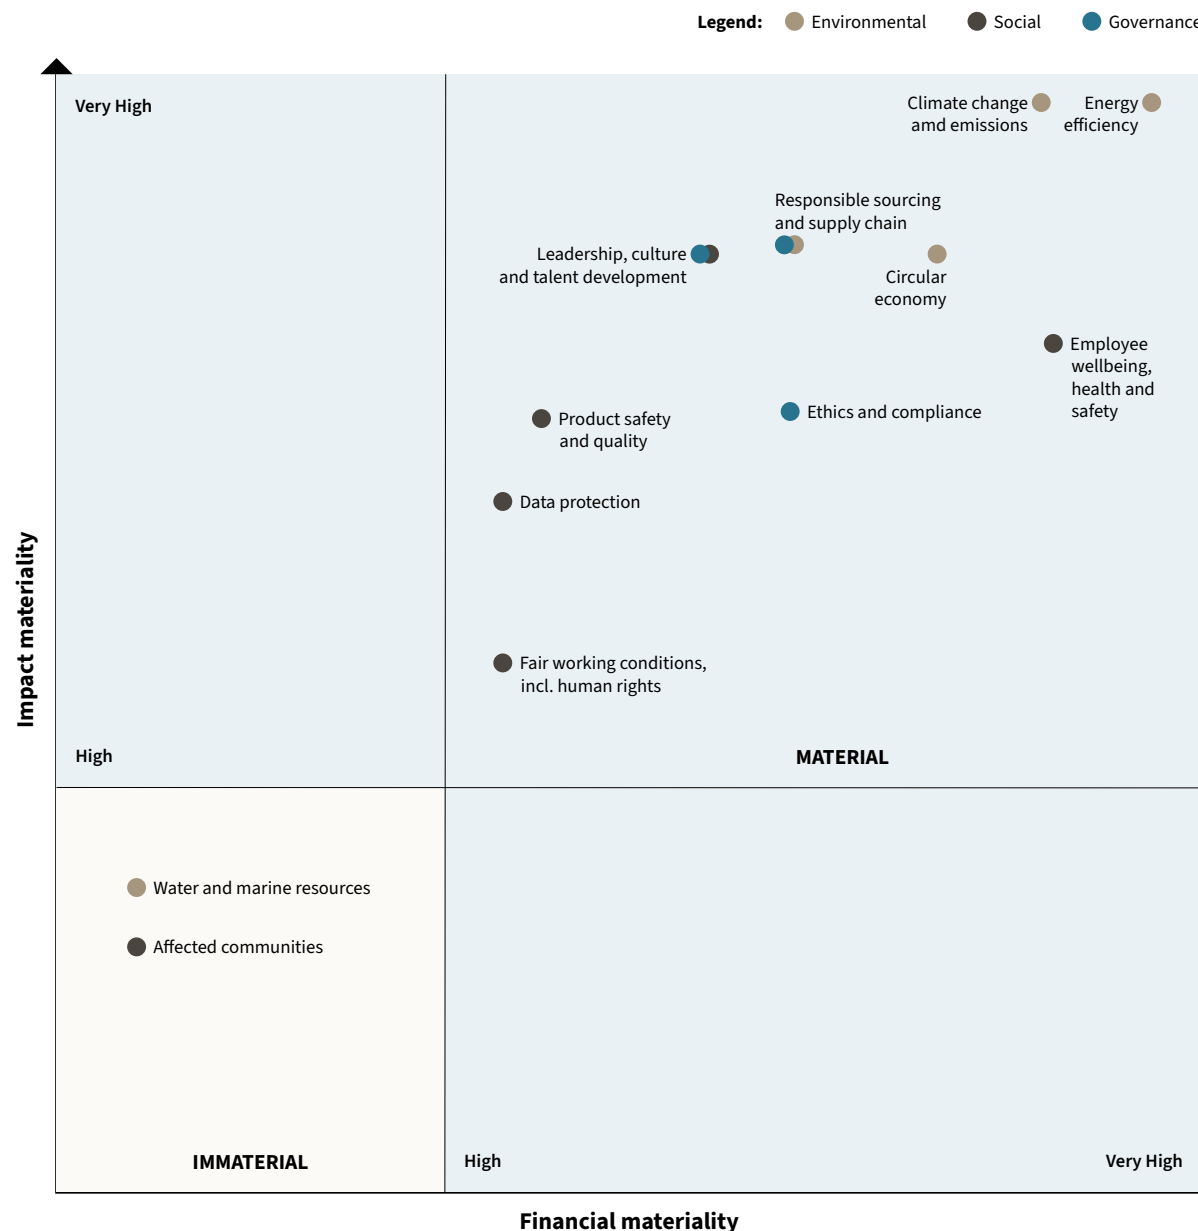 Legend: Environmental Social Governance
Very High
Climate change
amd emissions
Energy
efficiency
Responsible sourcing
and supply chain
Leadership, culture
and talent development
Circular
economy
Employee
wellbeing,
health and
safety
Product safety
and quality
Ethics and compliance
Data protection
Impact materiality
Fair working conditions,
incl. human rights
High
MATERIAL
Water and marine resources
Affected communities
IMMATERIAL
High
Very High
Financial materiality